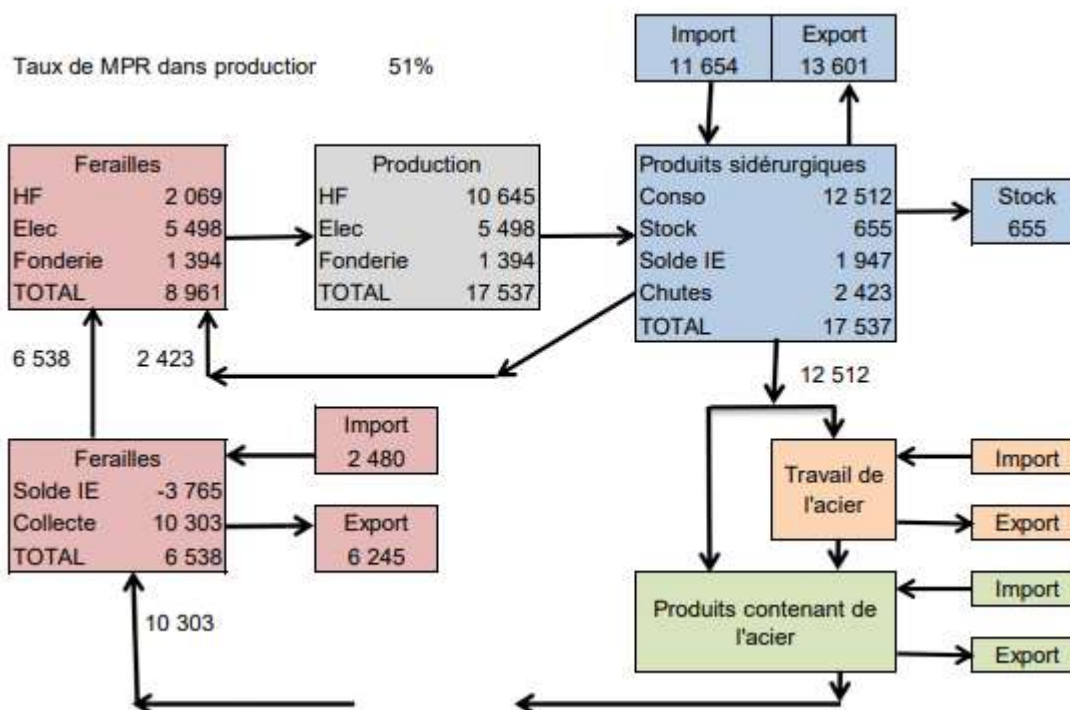 Import Export
11 654 13 601
Taux de MPR dans production 51%
Ferailles
HF 2 069
Elec 5 498
Fonderie 1 394
TOTAL 8 961
Production
HF 10 645
Elec 5 498
Fonderie 1 394
TOTAL 17 537
Produits sidérurgiques
Conso 12 512
Stock 655
Solde IE 1 947
Chutes 2 423
TOTAL 17 537
Stock
655
6 538
2 423
12 512
Ferailles
Solde IE -3 765
Collecte 10 303
TOTAL 6 538
Import
2 480
Export
6 245
Travail de
l'acier
Import
Export
Produits contenant de
l'acier
Import
Export
10 303